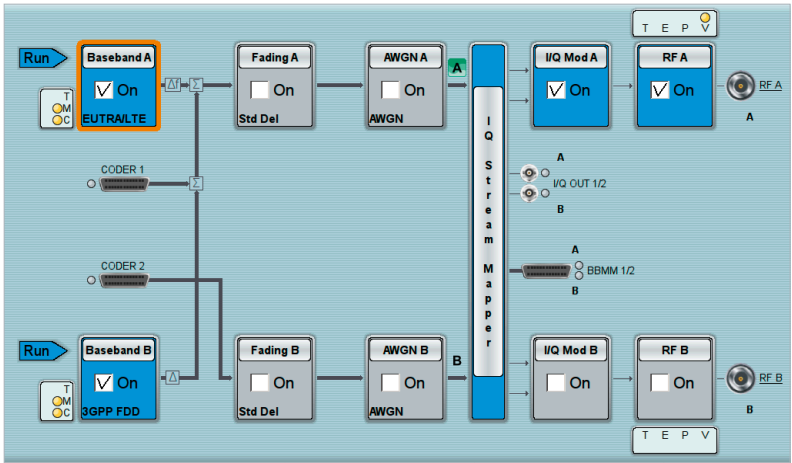 T E P V
Run
Baseband A
On
EUTRA/LTE
T
M
C
Δf
Σ
Fading A
On
Std Del
AWGN A
On
AWGN
A
I/Q Mod A
On
RF A
On
RF A
A
CODER 1
Σ
CODER 2
I Q S t r e a m M a p p e r
A
I/Q OUT 1/2
B
A
BBMM 1/2
B
Run
Baseband B
On
3GPP FDD
T
M
C
Δ
Fading B
On
Std Del
AWGN B
On
AWGN
B
I/Q Mod B
On
RF B
On
RF B
B
T E P V